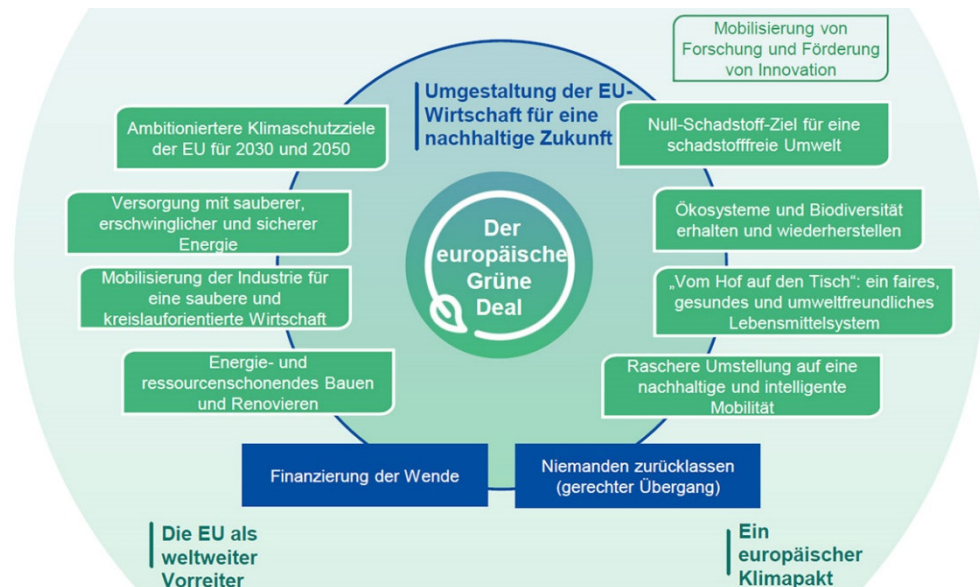 Mobilisierung von
Forschung und Förderung
von Innovation
Umgestaltung der EU-
Wirtschaft für eine
nachhaltige Zukunft
Ambitioniertere Klimaschutzziele
der EU für 2030 und 2050
Null-Schadstoff-Ziel für eine
schadstofffreie Umwelt
Versorgung mit sauberer,
erschwinglicher und sicherer
Energie
Ökosysteme und Biodiversität
erhalten und wiederherstellen
Der
europäische
Grüne
Deal
Mobilisierung der Industrie für
eine saubere und
kreislauforientierte Wirtschaft
„Vom Hof auf den Tisch“: ein faires,
gesundes und umweltfreundliches
Lebensmittelsystem
Energie- und
ressourcenschonendes Bauen
und Renovieren
Raschere Umstellung auf eine
nachhaltige und intelligente
Mobilität
Finanzierung der Wende
Niemanden zurücklassen
(gerechter Übergang)
Die EU als
weltweiter
Vorreiter
Ein
europäischer
Klimapakt